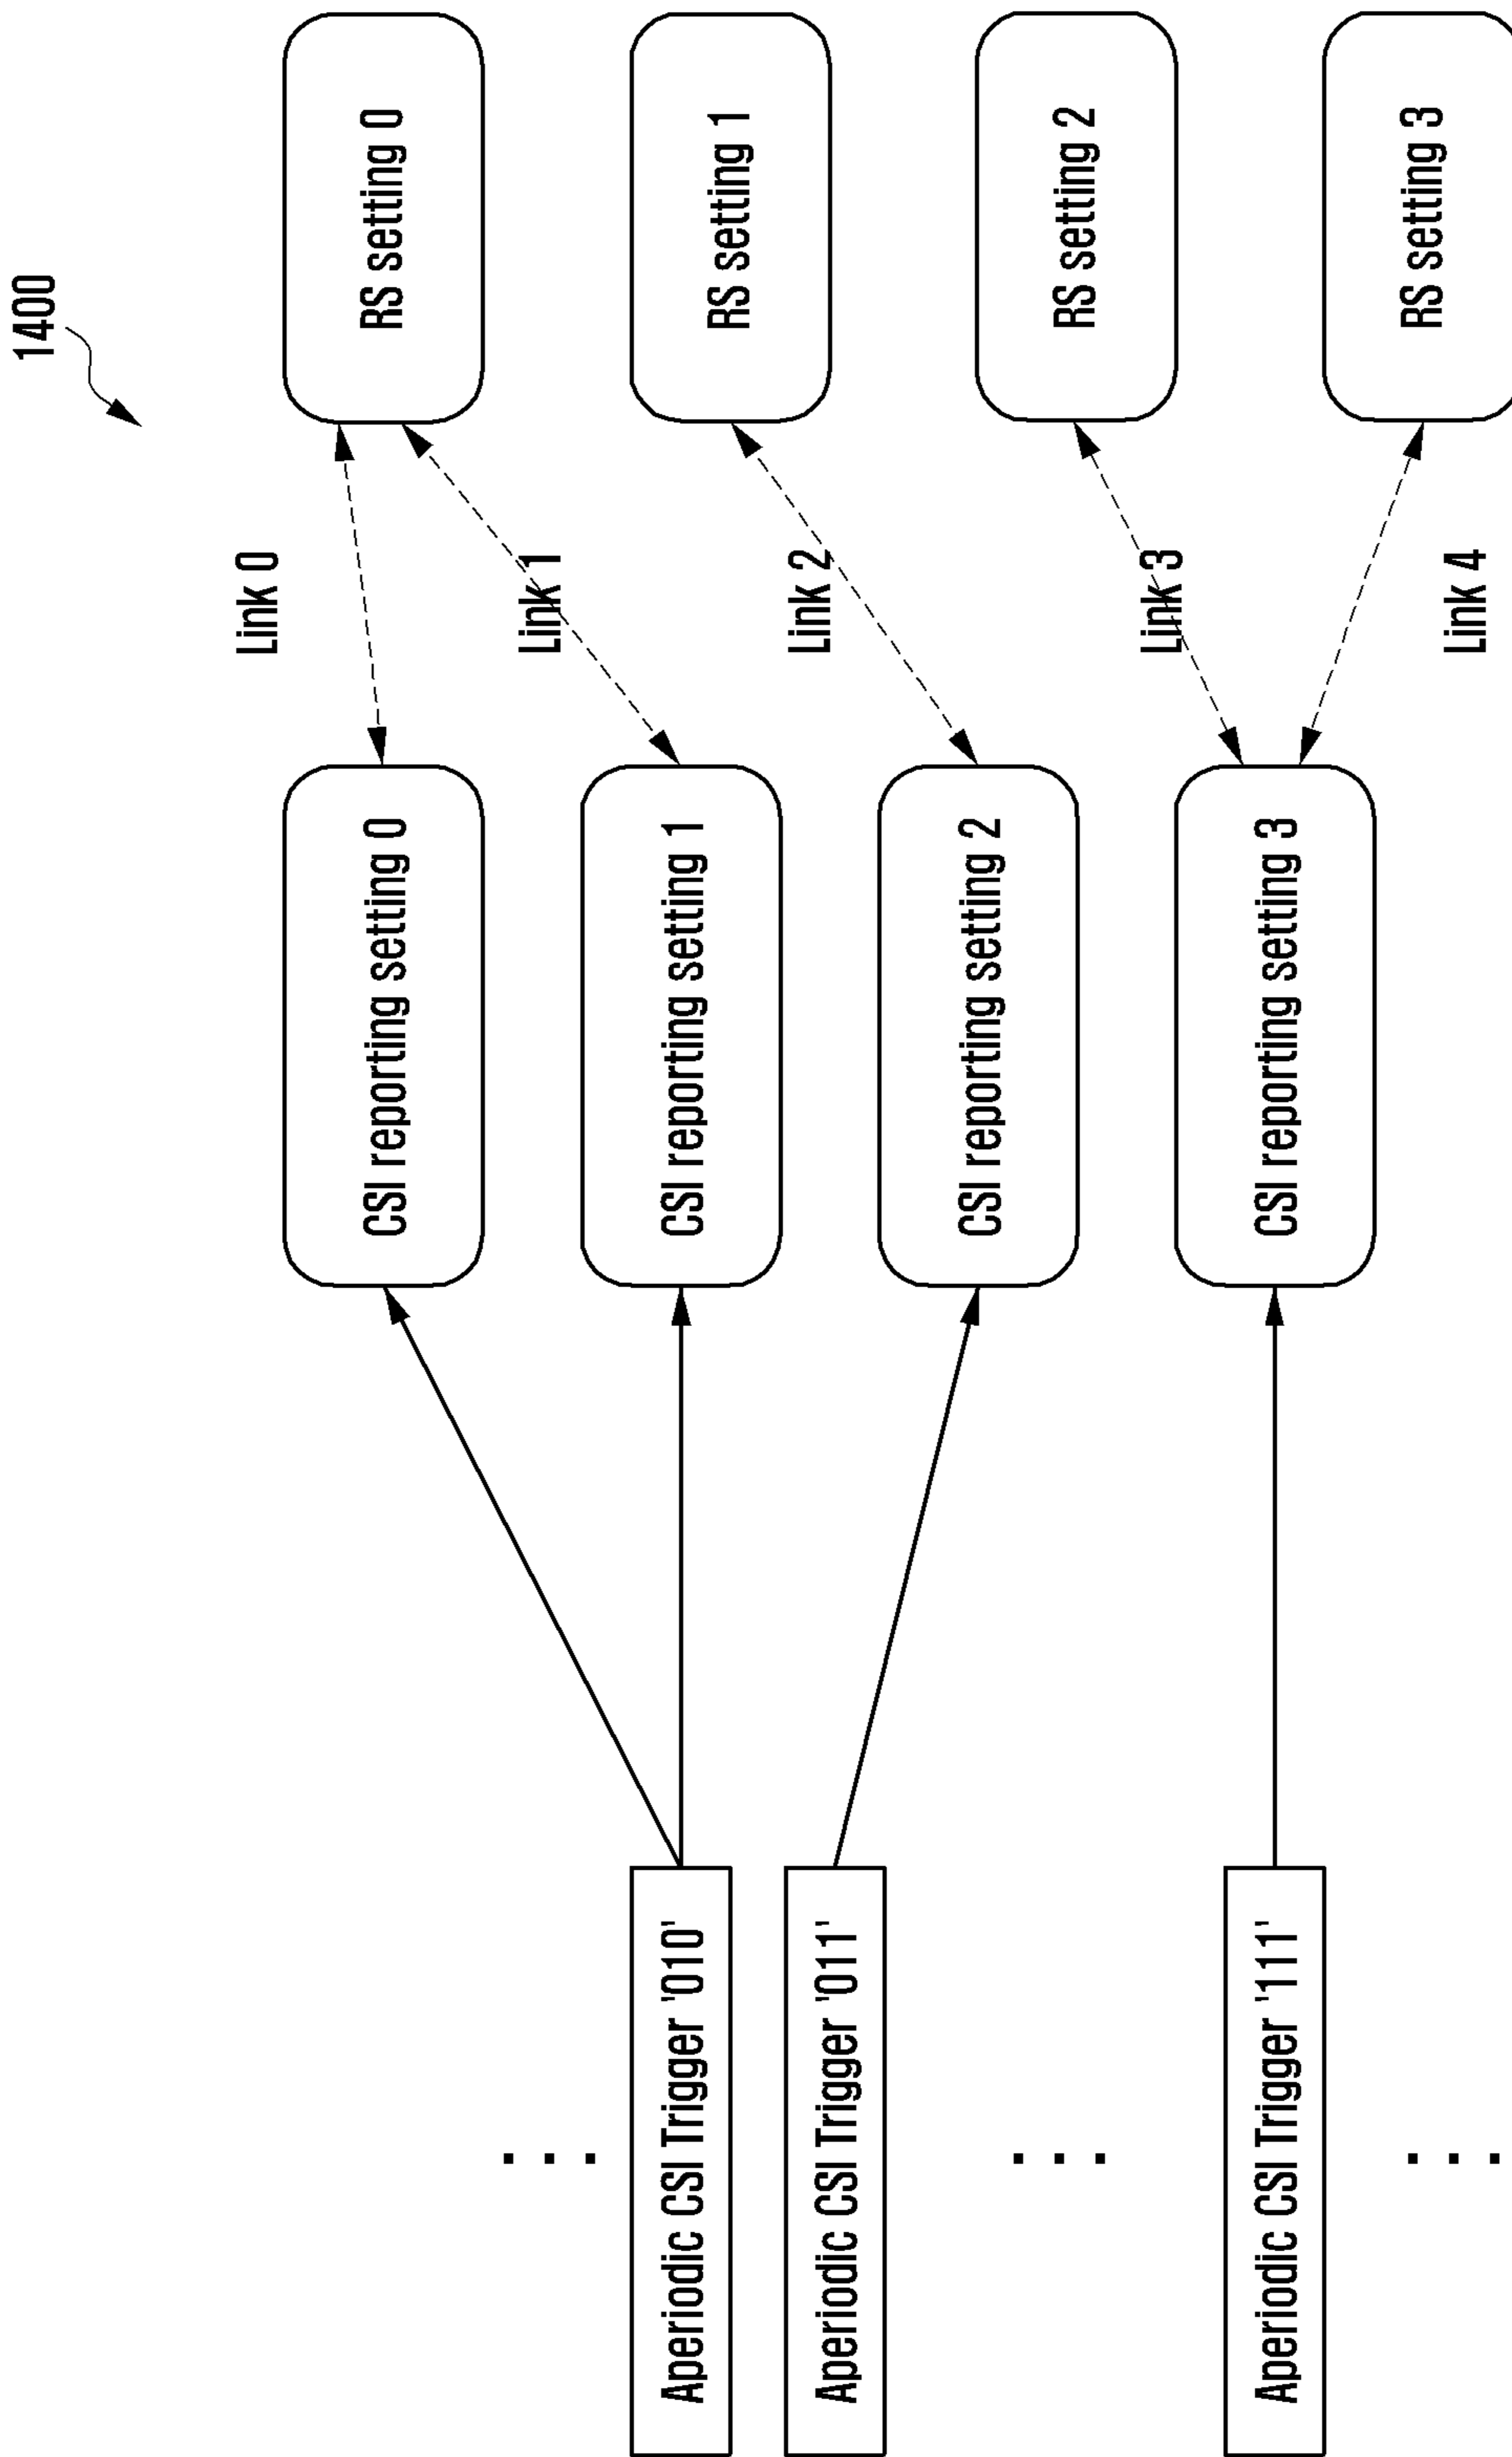 1400
Aperiodic CSI Trigger '010'
Aperiodic CSI Trigger '011'
Aperiodic CSI Trigger '111'
CSI reporting setting 0
CSI reporting setting 1
CSI reporting setting 2
CSI reporting setting 3
Link 0
Link 1
Link 2
Link 3
Link 4
RS setting 0
RS setting 1
RS setting 2
RS setting 3